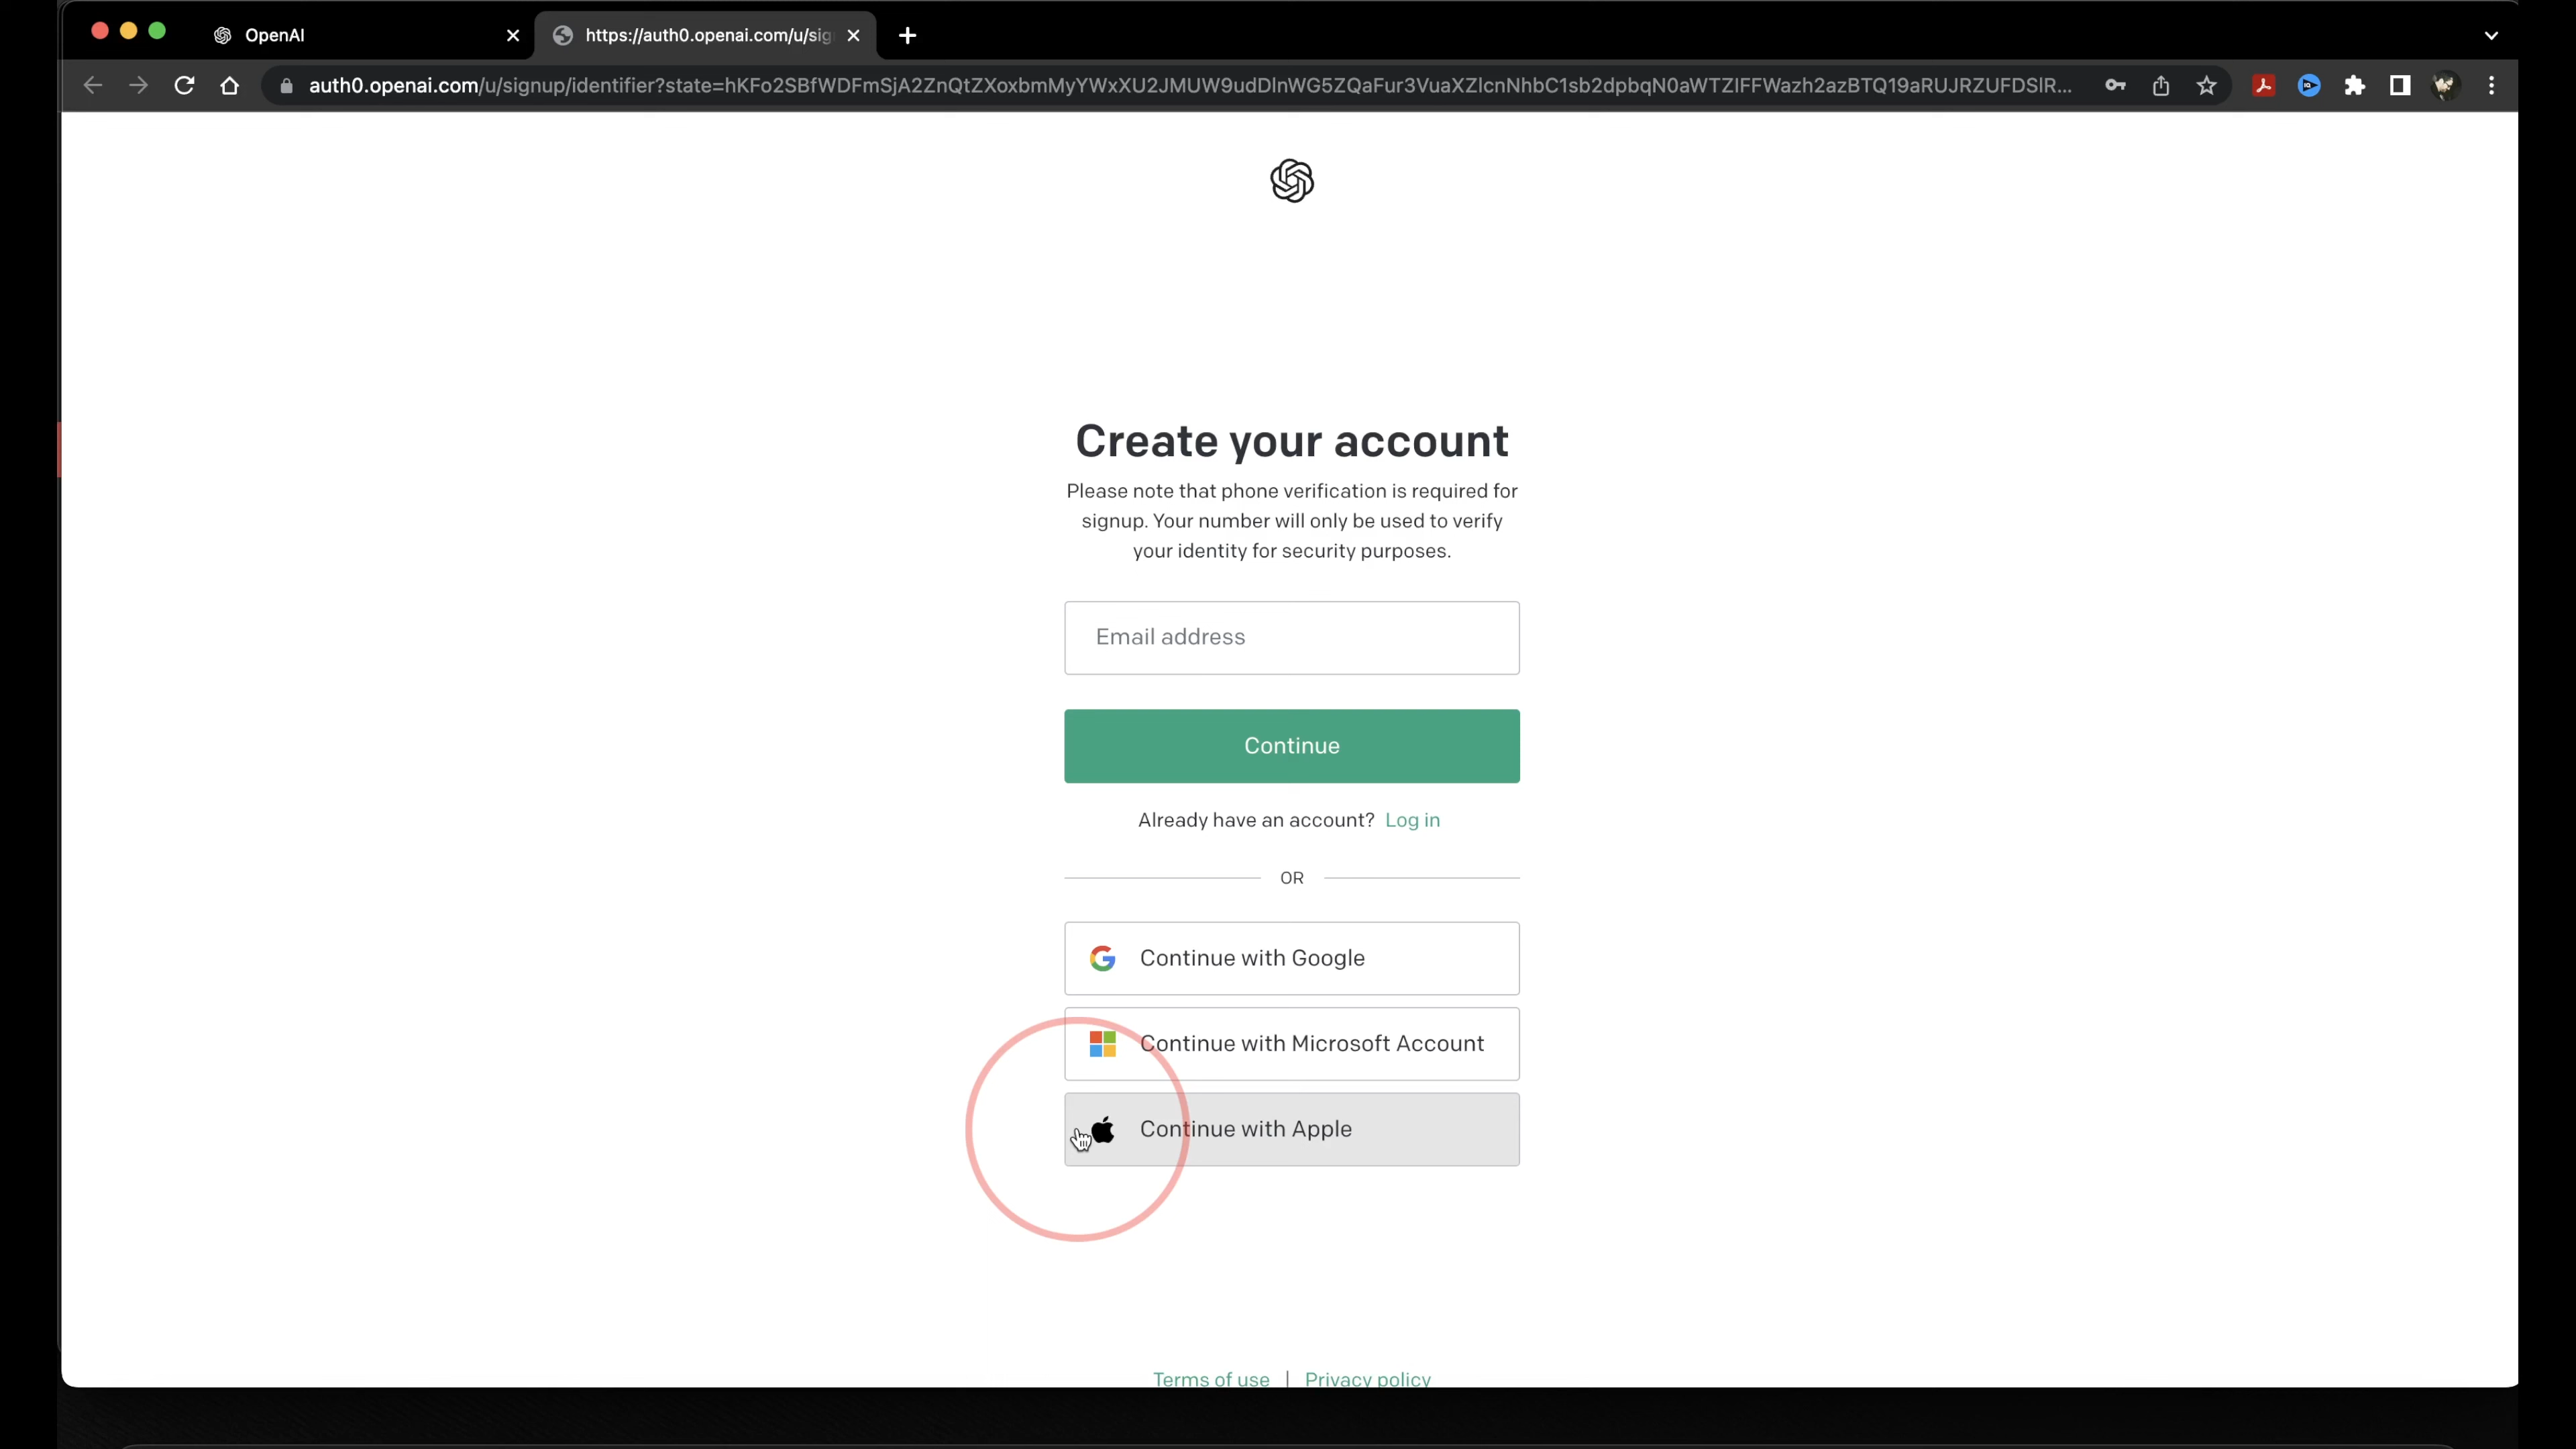 OpenAI
https://auth0.openai.com/u/sig
auth0.openai.com/u/signup/identifier?state=hKFo2SBfWDFmSjA2ZnQtZXoxbmMyYWxXU2JMUW9udDlnWG5ZQaFur3VuaXZlcnNhbC1sb2dpbqN0aWTZIFFWazh2azBTQ19aRUJRZUFDSlR...
Create your account
Please note that phone verification is required for
signup. Your number will only be used to verify
your identity for security purposes.
Email address
Continue
Already have an account? Log in
OR
Continue with Google
Continue with Microsoft Account
Continue with Apple
Terms of use | Privacy policy